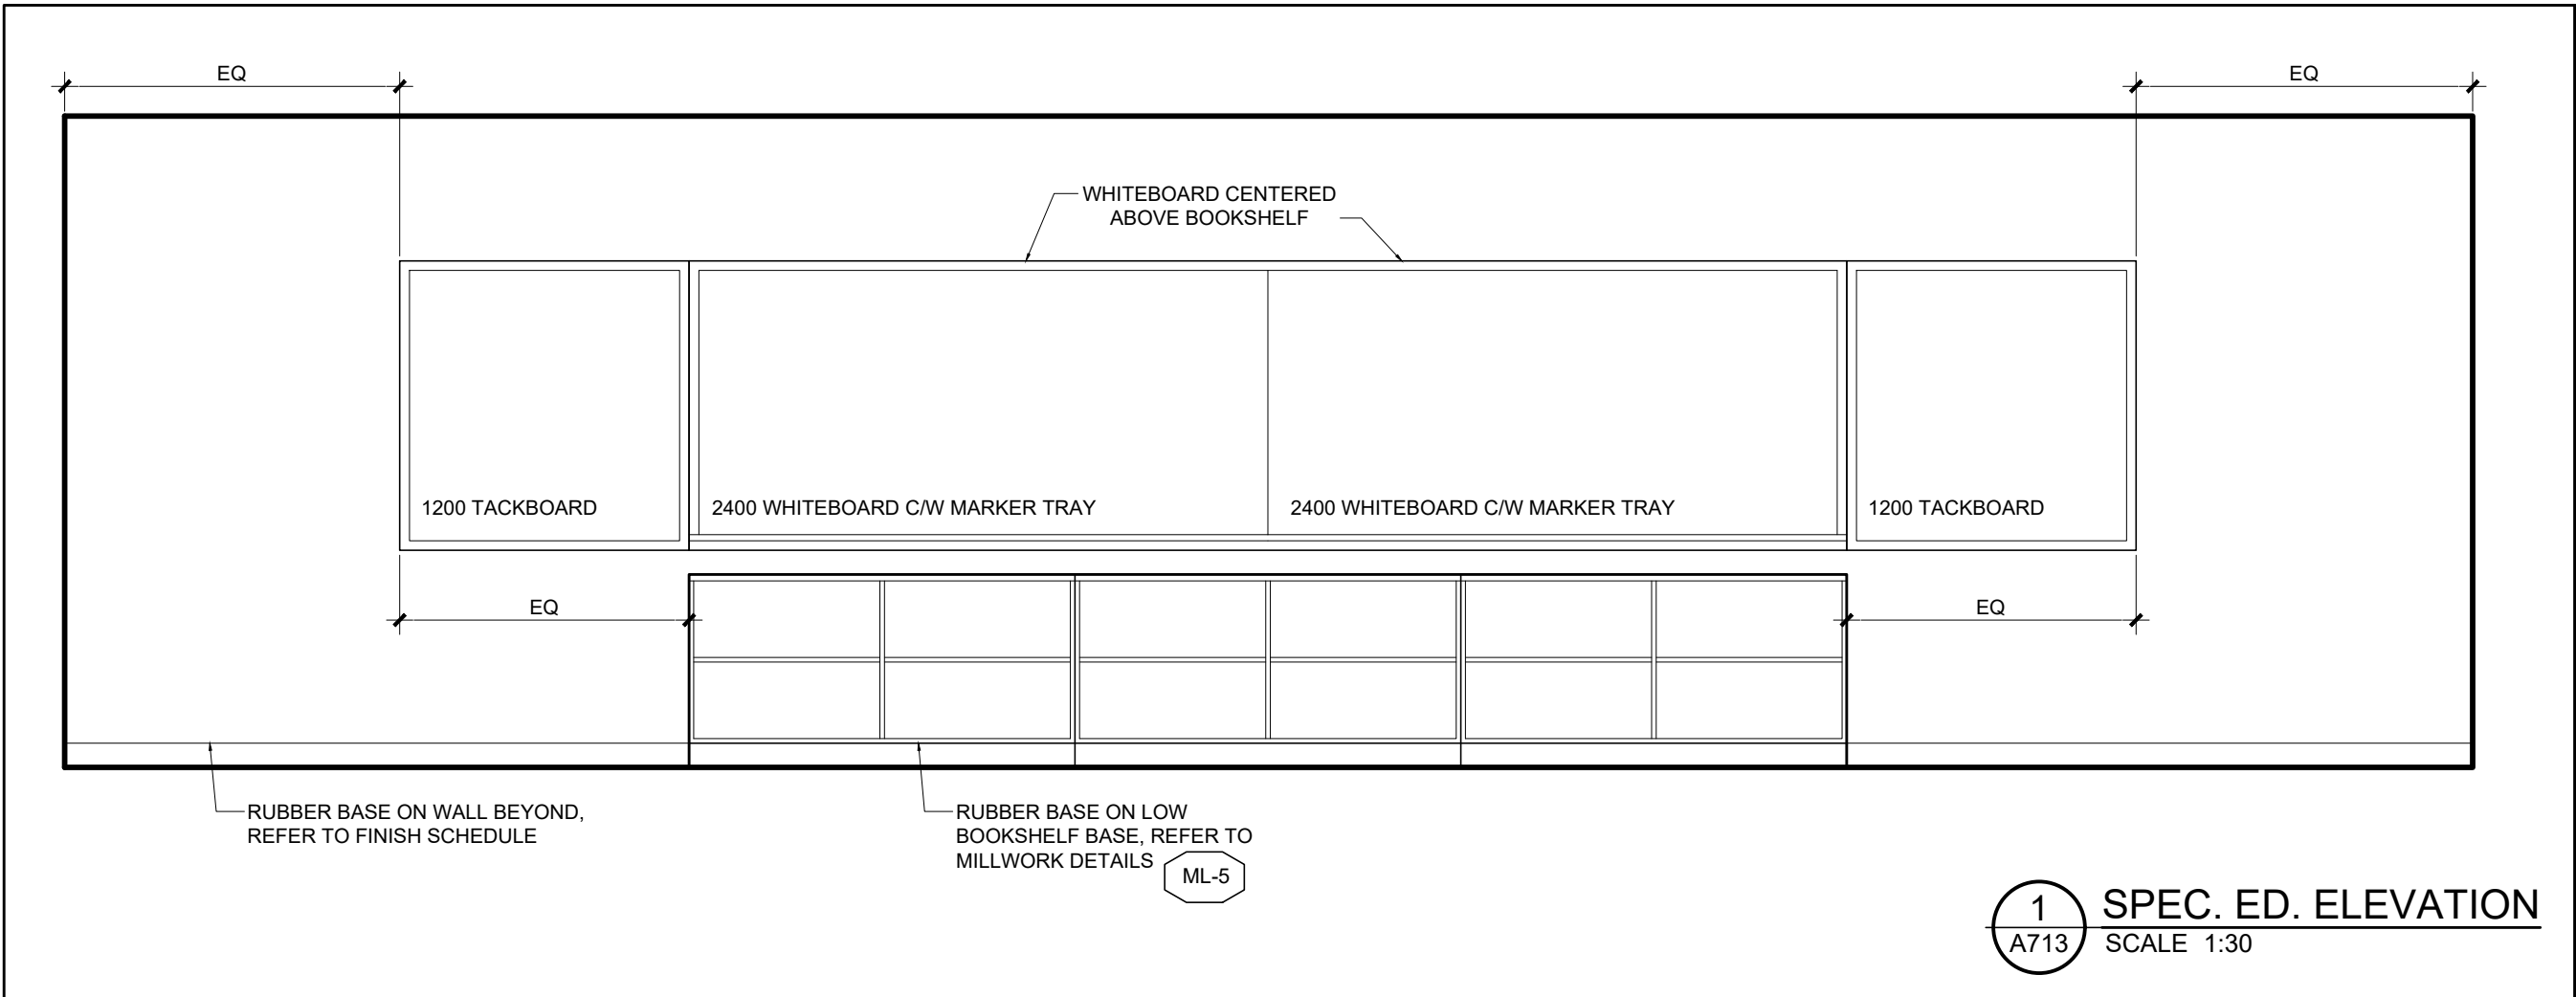 EQ
EQ
WHITEBOARD CENTERED
ABOVE BOOKSHELF
1200 TACKBOARD
2400 WHITEBOARD C/W MARKER TRAY
2400 WHITEBOARD C/W MARKER TRAY
1200 TACKBOARD
EQ
EQ
RUBBER BASE ON WALL BEYOND,
REFER TO FINISH SCHEDULE
RUBBER BASE ON LOW
BOOKSHELF BASE, REFER TO
MILLWORK DETAILS
ML-5
1
A713
SPEC. ED. ELEVATION
SCALE 1:30